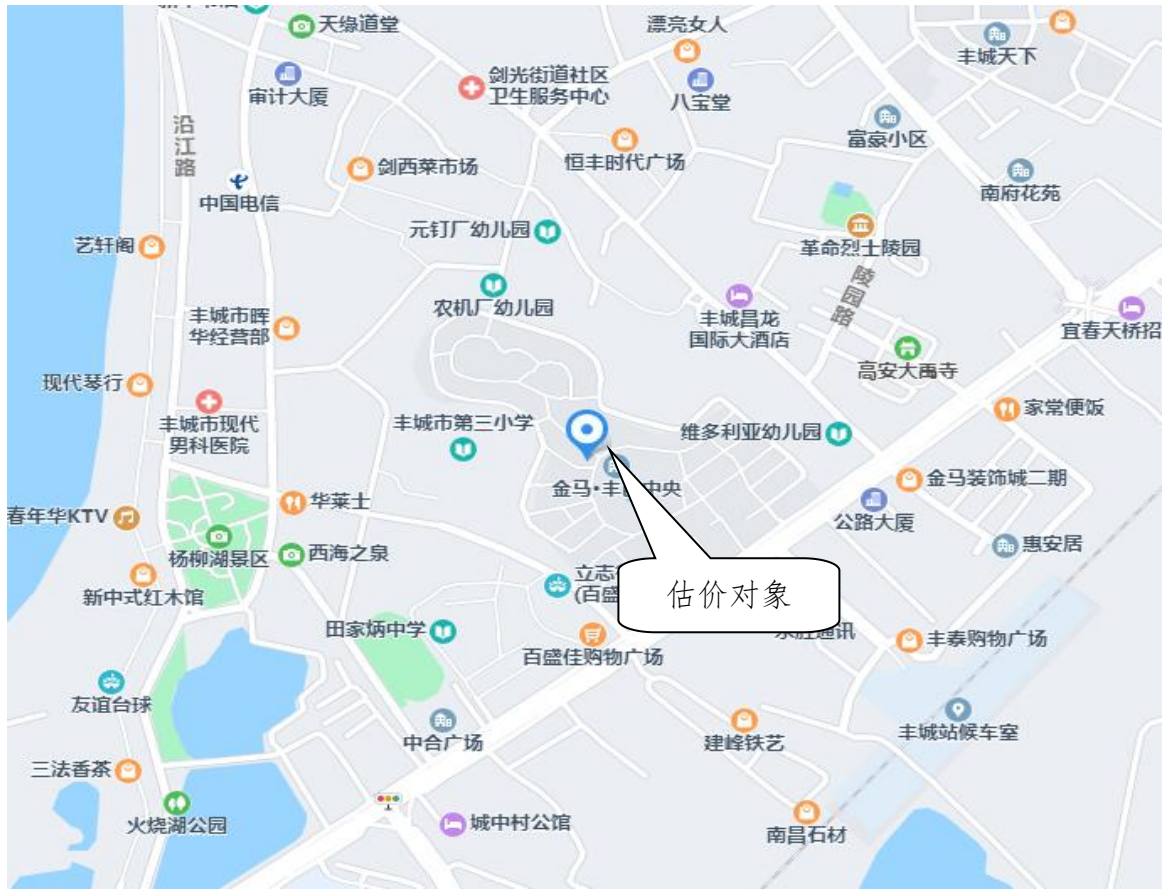 天缘道堂
漂亮女人
丰城天下
审计大厦
剑光街道社区
卫生服务中心
八宝堂
沿江路
富豪小区
恒丰时代广场
剑西菜市场
中国电信
南府花苑
元钉厂幼儿园
艺轩阁
革命烈士陵园
陵园路
农机厂幼儿园
丰城市晖
华经营部
丰城昌龙
国际大酒店
宜春天桥招
高安大禹寺
现代琴行
家常便饭
丰城市现代
男科医院
丰城市第三小学
维多利亚幼儿园
金马·丰
中央
金马装饰城二期
华莱士
公路大厦
春年华KTV
杨柳湖景区
西海之泉
惠安居
立志
(百盛
估价对象
新中式红木馆
田家炳中学
百盛佳购物广场
通讯
丰泰购物广场
友谊台球
中合广场
建峰铁艺
丰城站候车室
三法香茶
火烧湖公园
城中村公馆
南昌石材